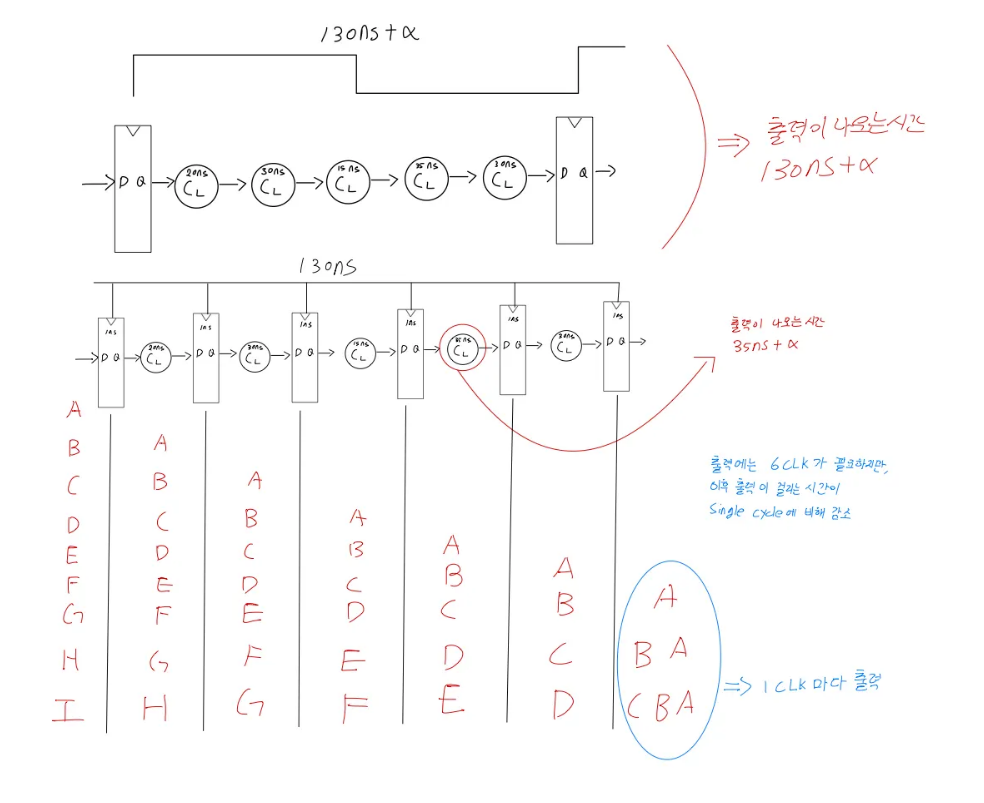 130ns+α
D Q
20ns
CL
30ns
CL
15ns
CL
35ns
CL
30ns
CL
D Q
⇒ 출력이 나오는 시간
130ns+α
130ns
1ns
1ns
1ns
1ns
1ns
1ns
D Q
20ns
CL
D Q
30ns
CL
D Q
15ns
CL
D Q
35ns
CL
D Q
CL
D Q
출력이 나오는 시간
35ns+α
출력에는 6CLK가 필요하지만,
이후 출력이 걸리는 시간이
Single cycle에 비해 감소
A
B A
C B A
D C B A
E D C B A
F E D C B A
G F E D C B A
H G F E D C B A
I H G F E D C B A
⇒ 1CLK마다 출력